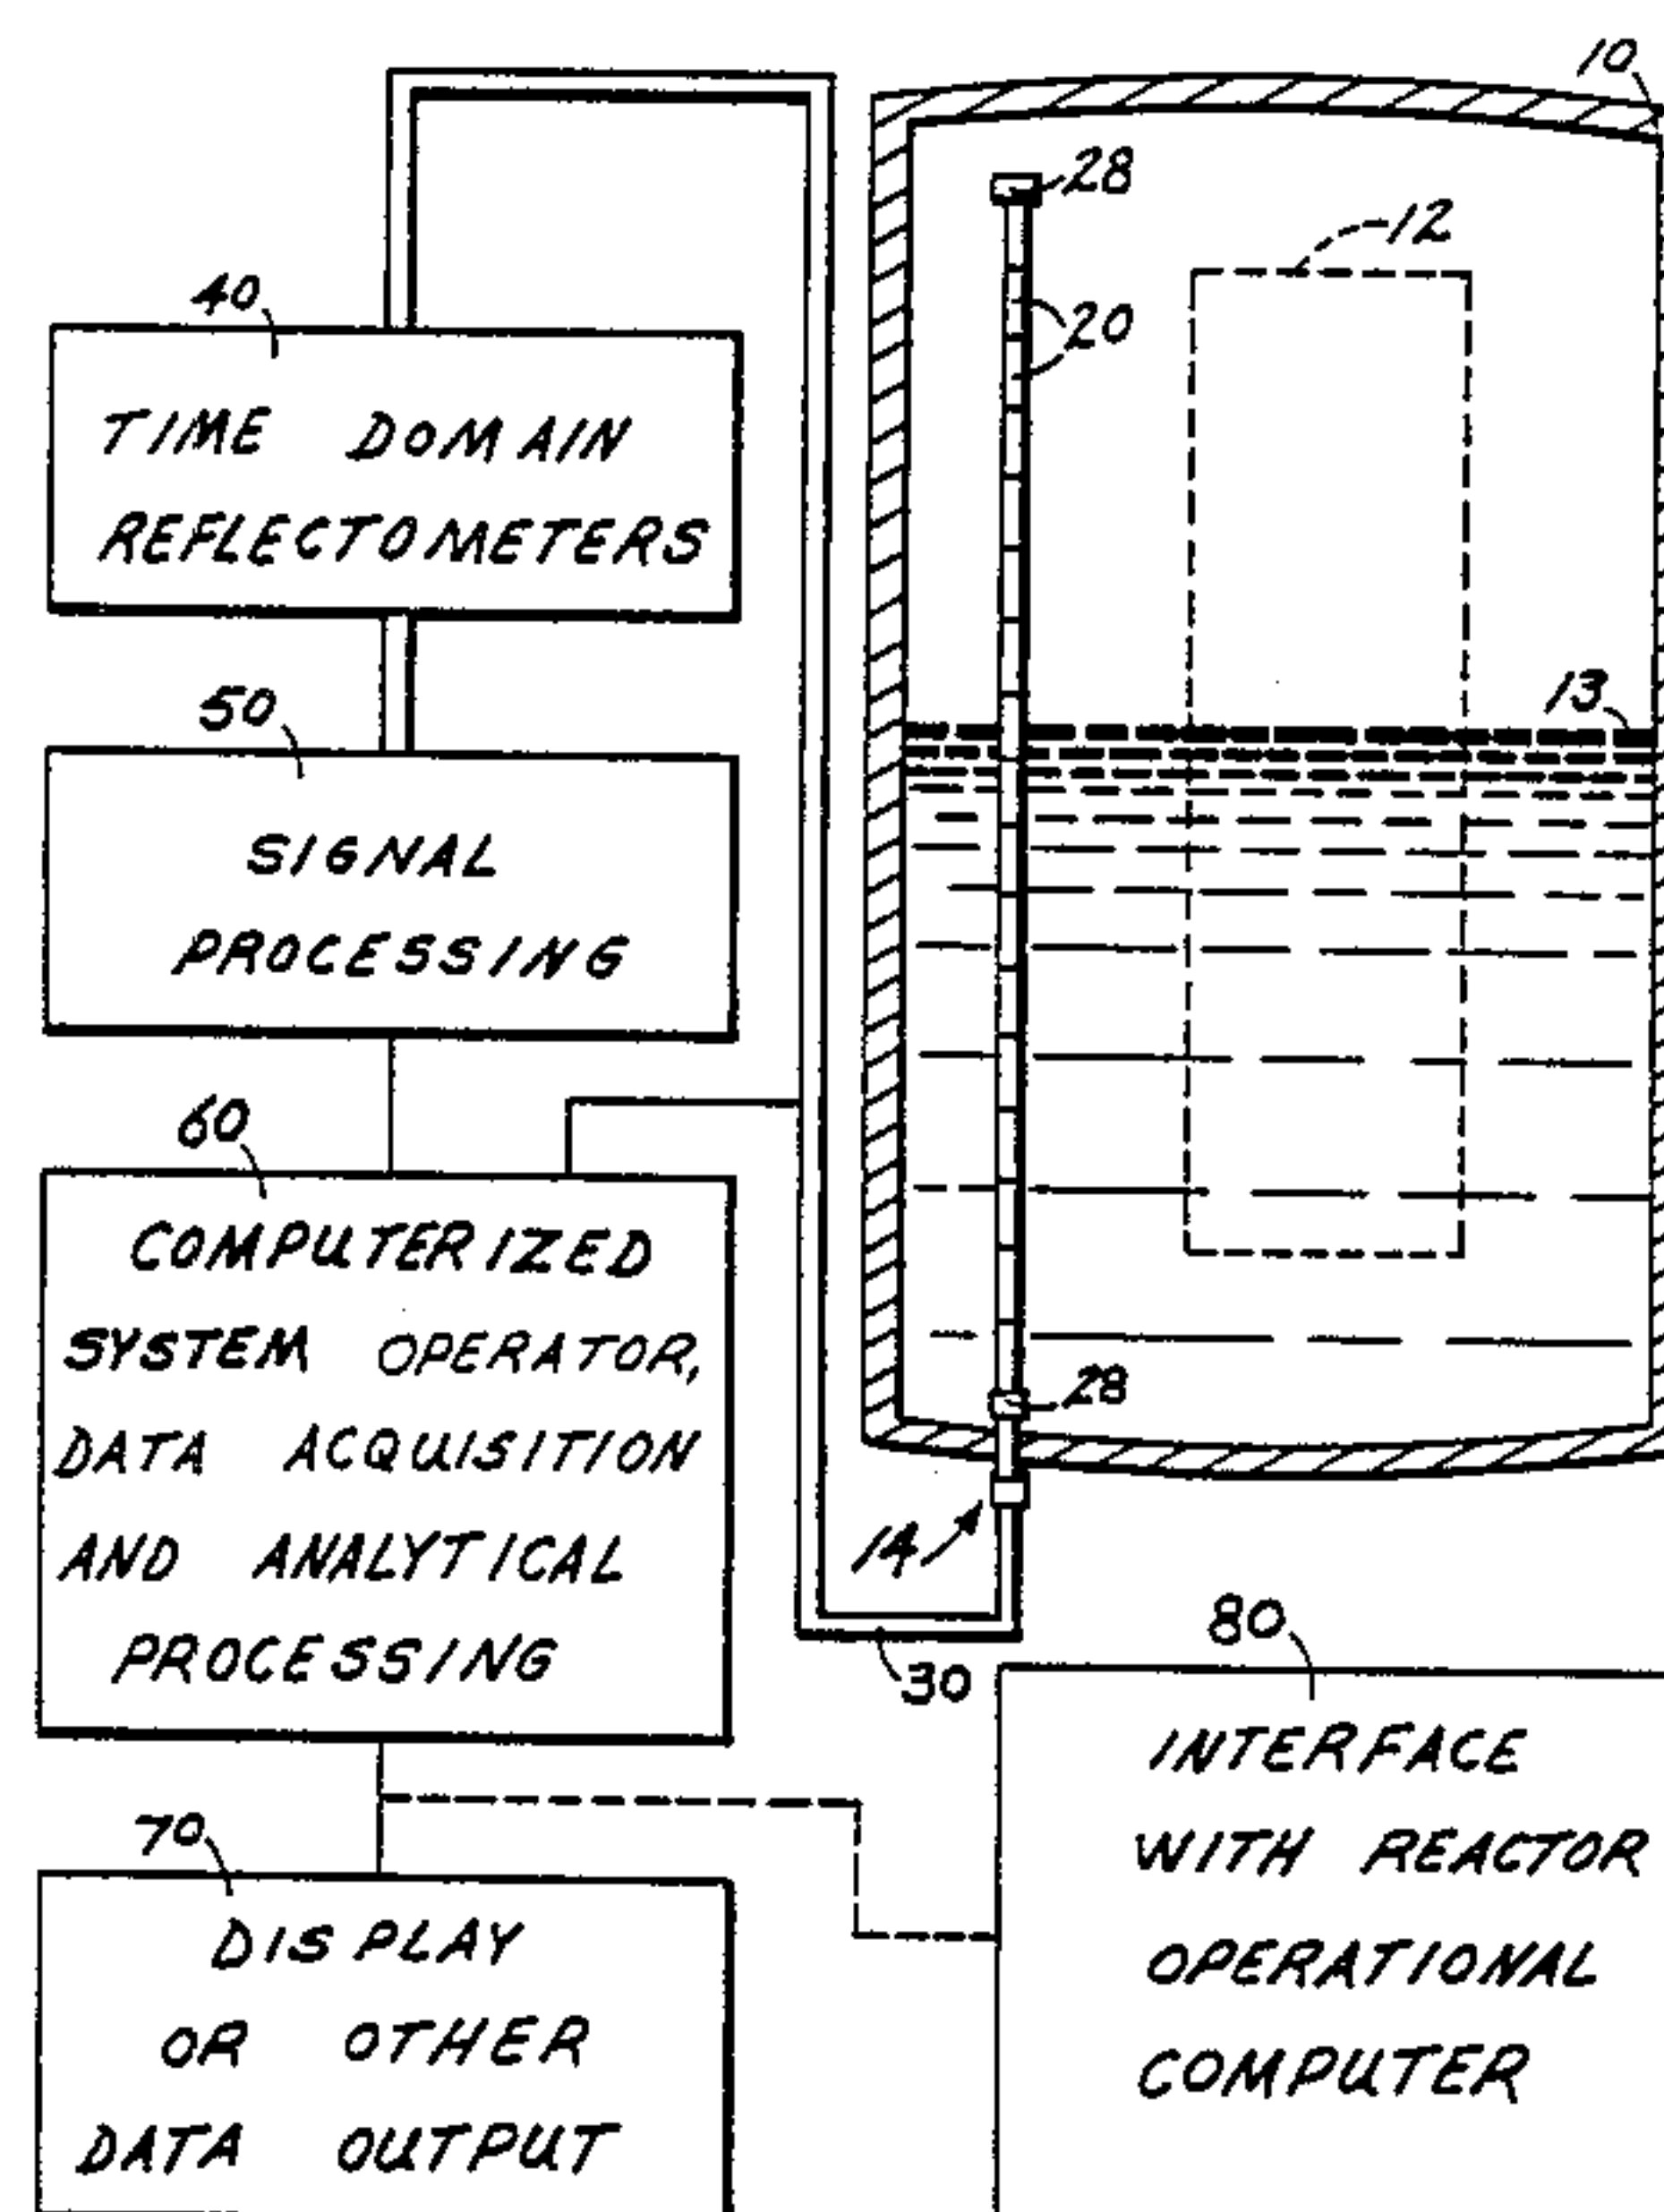 10
28
12
20
40
TIME DOMAIN
REFLECTOMETERS
13
50
SIGNAL
PROCESSING
60
COMPUTERIZED
SYSTEM OPERATOR,
DATA ACQUISITION
AND ANALYTICAL
PROCESSING
28
14
30
80
INTERFACE
WITH REACTOR
OPERATIONAL
COMPUTER
70
DISPLAY
OR OTHER
DATA OUTPUT